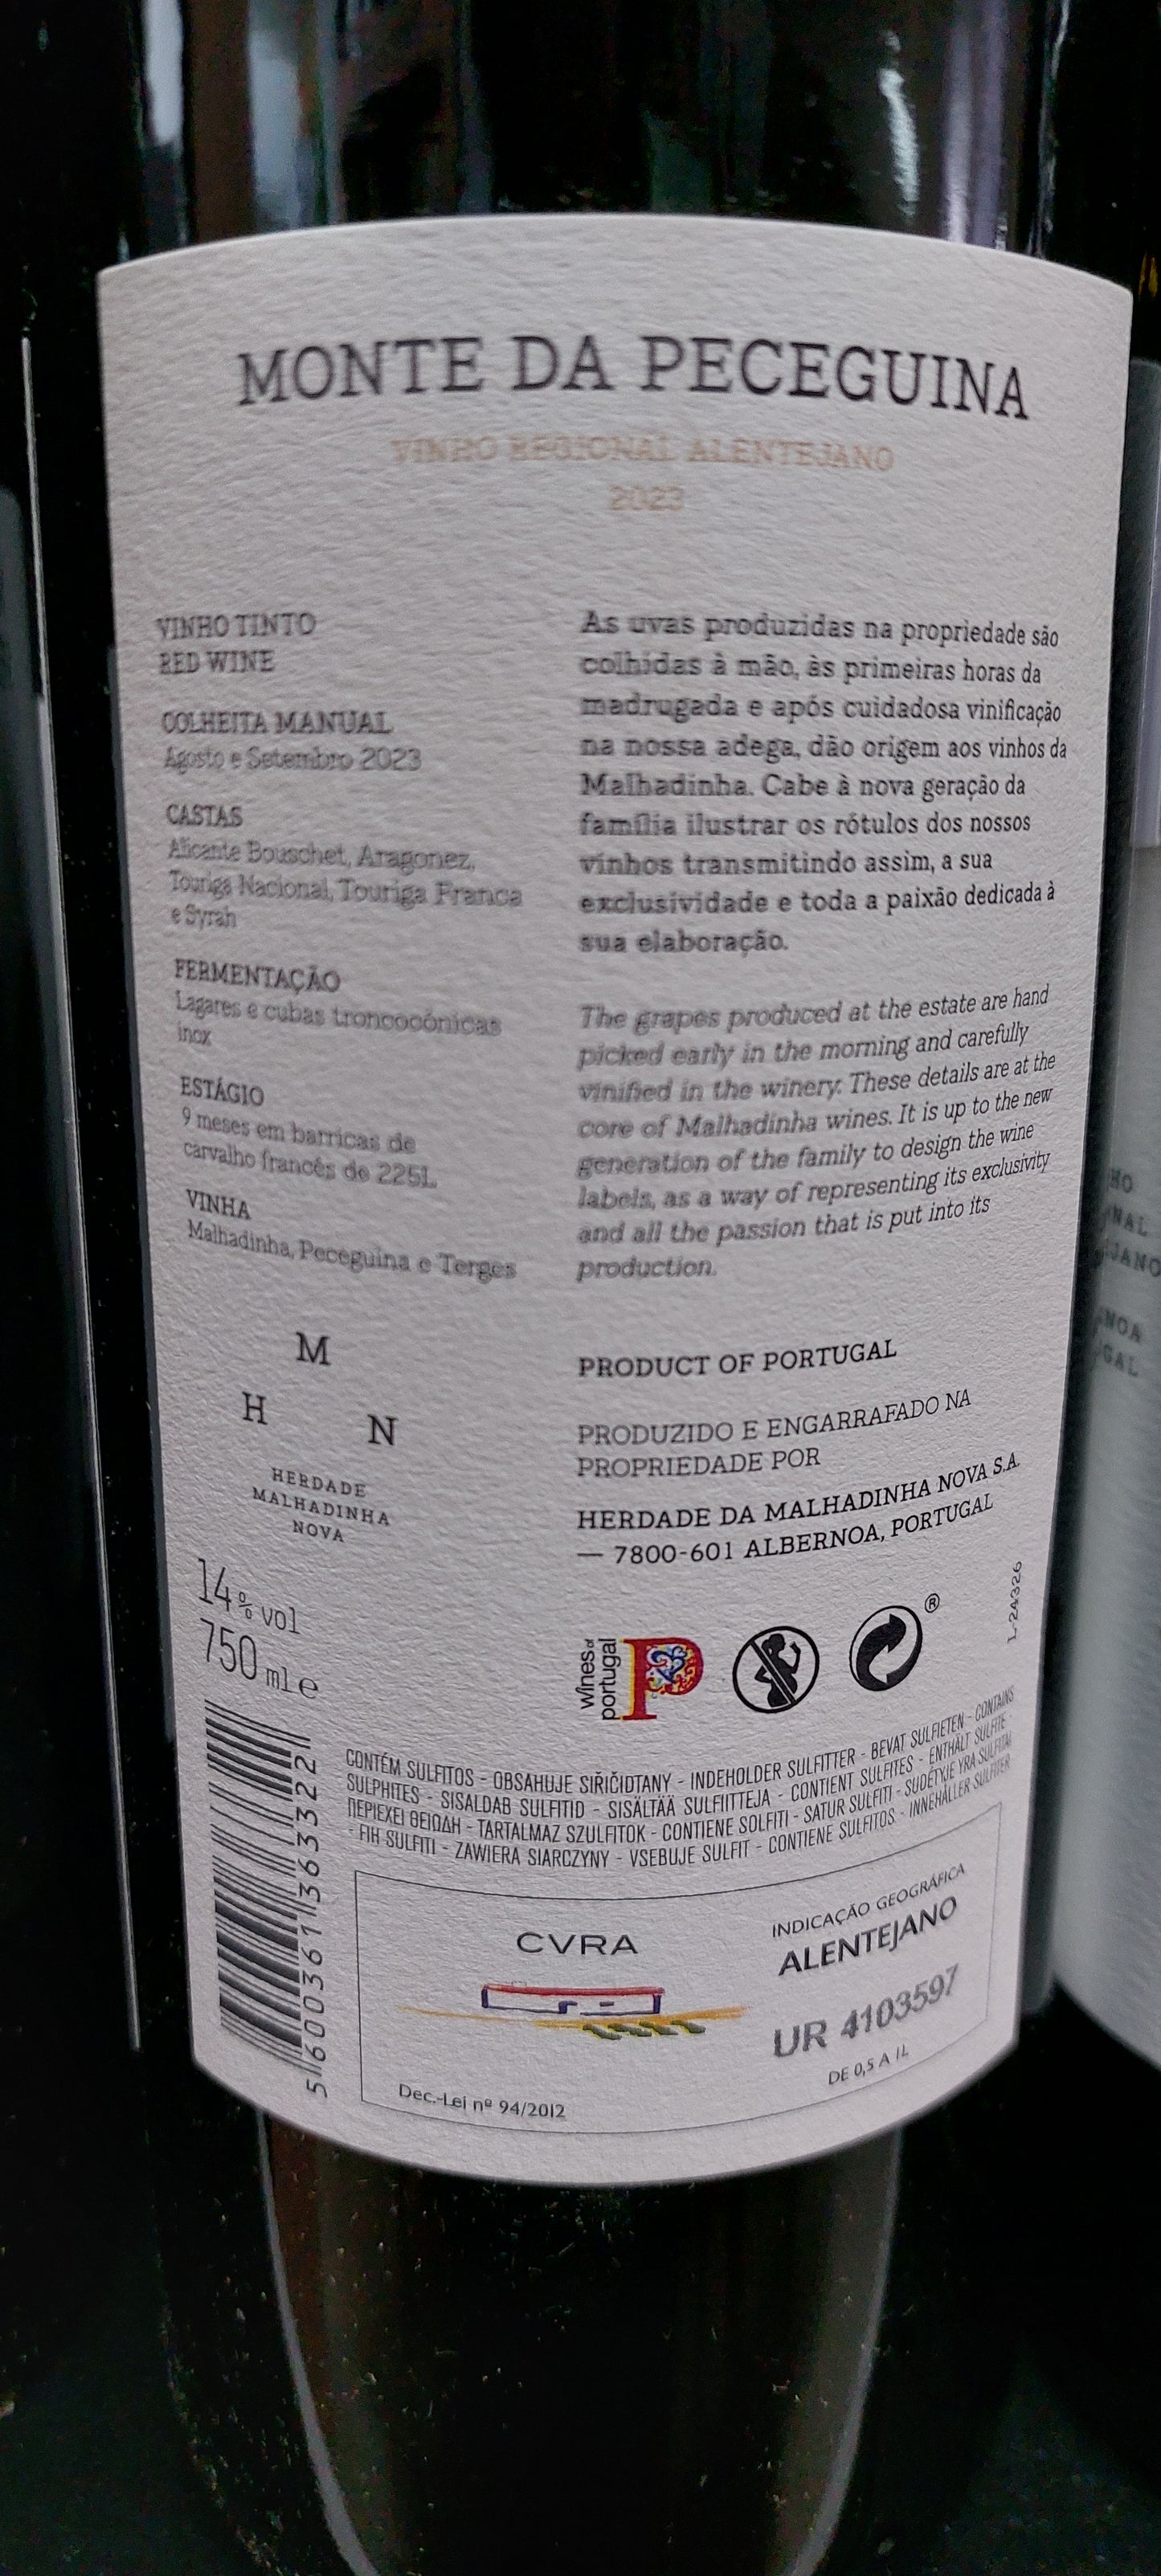 MONTE DA PECEGUINA
VINHO REGIONAL ALENTEJANO
2023
VINHO TINTO
RED WINE
COLHEITA MANUAL
Agosto e Setembro 2023
CASTAS
Alicante Bouschet, Aragonez,
Touriga Nacional, Touriga Franca
e Syrah
FERMENTAÇÃO
Lagares e cubas troncocónicas
inox
ESTÁGIO
9 meses em barricas de
carvalho francês de 225L
VINHA
Malhadinha, Peceguina e Terges
As uvas produzidas na propriedade são
colhidas à mão, às primeiras horas da
madrugada e após cuidadosa vinificação
na nossa adega, dão origem aos vinhos da
Malhadinha. Cabe à nova geração da
família ilustrar os rótulos dos nossos
vinhos transmitindo assim, a sua
exclusividade e toda a paixão dedicada à
sua elaboração.
The grapes produced at the estate are hand
picked early in the morning and carefully
vinified in the winery. These details are at the
core of Malhadinha wines. It is up to the new
generation of the family to design the wine
labels, as a way of representing its exclusivity
and all the passion that is put into its
production.
M
H N
HERDADE
MALHADINHA
NOVA
PRODUCT OF PORTUGAL
PRODUZIDO E ENGARRAFADO NA
PROPRIEDADE POR
HERDADE DA MALHADINHA NOVA S.A.
— 7800-601 ALBERNOA, PORTUGAL
14% vol
750 ml e
wines of
portugal
P
®
L-24326
CONTÉM SULFITOS - OBSAHUJE SIŘIČIDTANY - INDEHOLDER SULFITTER - BEVAT SULFIETEN - CONTAINS
SULPHITES - SISALDAB SULFITID - SISÄLTÄÄ SULFIITTEJA - CONTIENT SULFITES - ENTHÄLT SULFITE -
ΠΕΡΙΕΧΕΙ ΘΕΙΩΔΗ - TARTALMAZ SZULFITOK - CONTIENE SOLFITI - SATUR SULFITI - SUDĖTYJE YRA SULFITAI
- FIH SULFITI - ZAWIERA SIARCZYNY - VSEBUJE SULFIT - CONTIENE SULFITOS - INNEHÅLLER SULFITER
5 600361 363322
CVRA
INDICAÇÃO GEOGRÁFICA
ALENTEJANO
UR 4103597
DE 0,5 A 1L
Dec.-Lei nº 94/2012